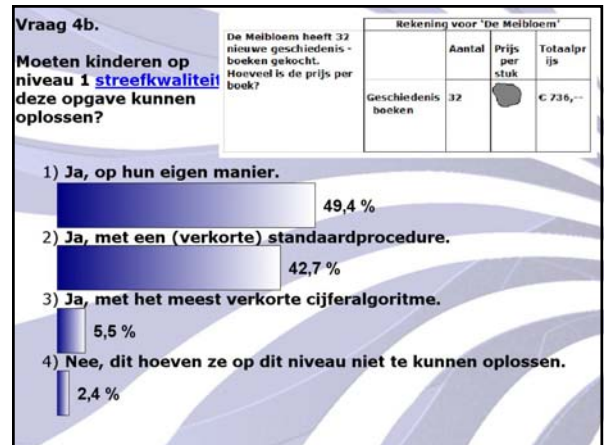 Vraag 4b.
Moeten kinderen op
niveau 1 streefkwaliteit
deze opgave kunnen
oplossen?
De Meibloem heeft 32
nieuwe geschiedenis -
boeken gekocht.
Hoeveel is de prijs per
boek?
Rekening voor 'De Meibloem'
Aantal Prijs per stuk Totaalpr ijs
Geschiedenis boeken 32 € 736,--
1) Ja, op hun eigen manier.
49,4 %
2) Ja, met een (verkorte) standaardprocedure.
42,7 %
3) Ja, met het meest verkorte cijferalgoritme.
5,5 %
4) Nee, dit hoeven ze op dit niveau niet te kunnen oplossen.
2,4 %